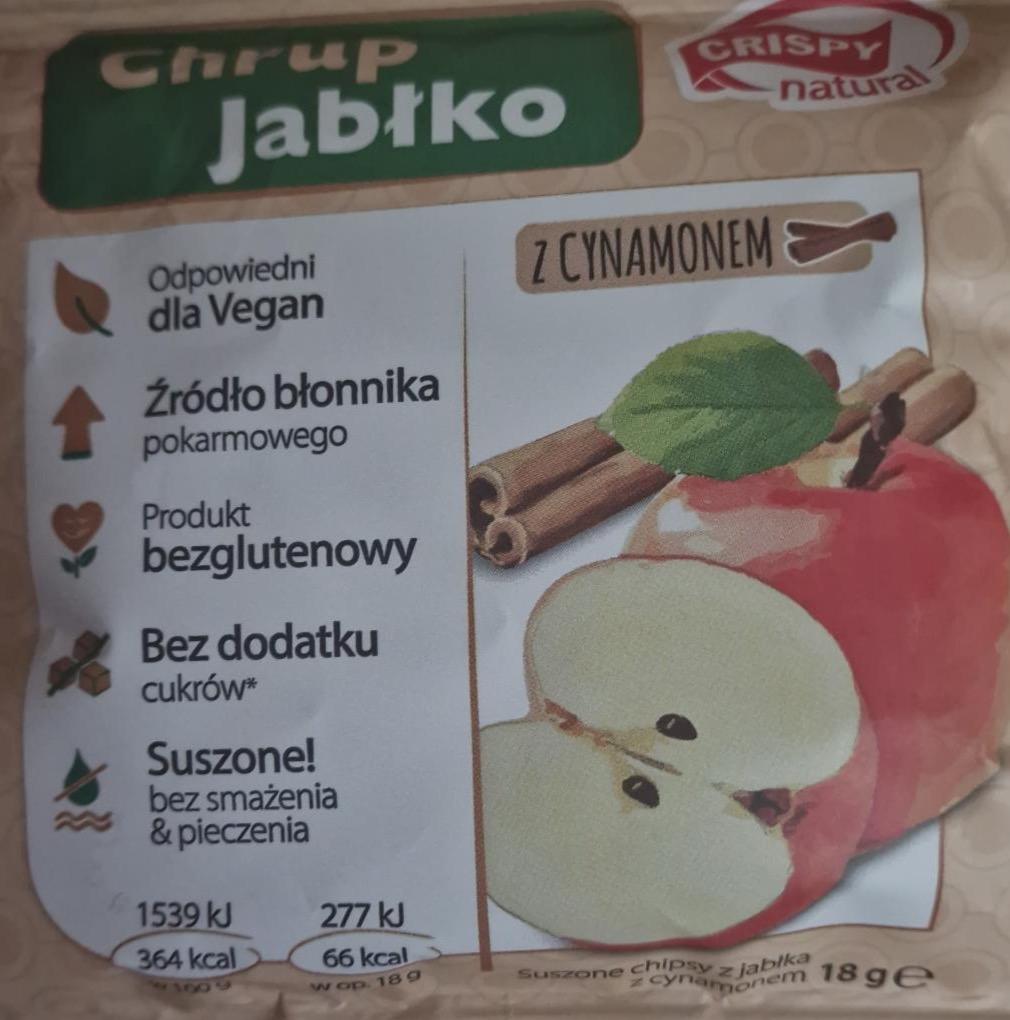 Chrup
Jabłko
CRISPY
natural
Z CYNAMONEM
Odpowiedni
dla Vegan
Źródło błonnika
pokarmowego
Produkt
bezglutenowy
Bez dodatku
cukrów*
Suszone!
bez smażenia
& pieczenia
1539 kJ
364 kcal
w 100 g
277 kJ
66 kcal
w op. 18 g
Suszone chipsy z jabłka
z cynamonem 18 g ℮